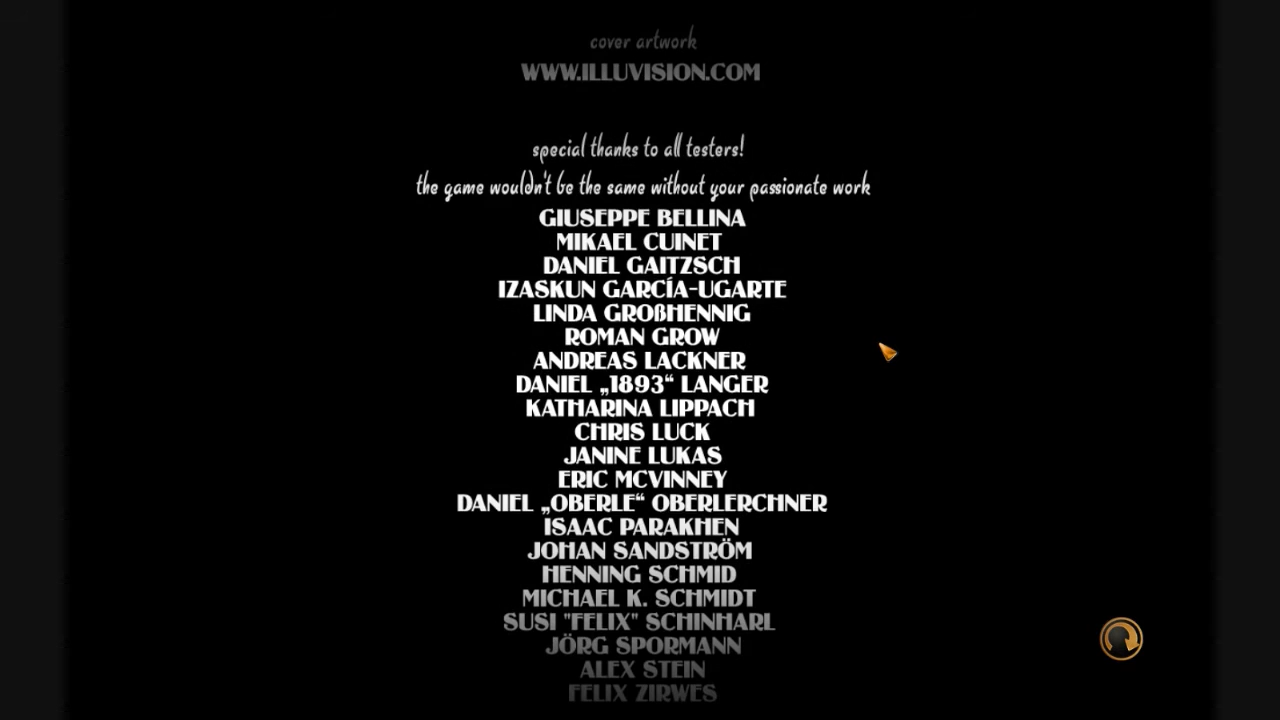 cover artwork
WWW.ILLUVISION.COM
special thanks to all testers!
the game wouldn't be the same without your passionate work
GIUSEPPE BELLINA
MIKAEL CUINET
DANIEL GAITZSCH
IZASKUN GARCÍA-UGARTE
LINDA GROßHENNIG
ROMAN GROW
ANDREAS LACKNER
DANIEL „1893“ LANGER
KATHARINA LIPPACH
CHRIS LUCK
JANINE LUKAS
ERIC MCVINNEY
DANIEL „OBERLE“ OBERLERCHNER
ISAAC PARAKHEN
JOHAN SANDSTRÖM
HENNING SCHMID
MICHAEL K. SCHMIDT
SUSI "FELIX" SCHINHARL
JÖRG SPORMANN
ALEX STEIN
FELIX ZIRWES